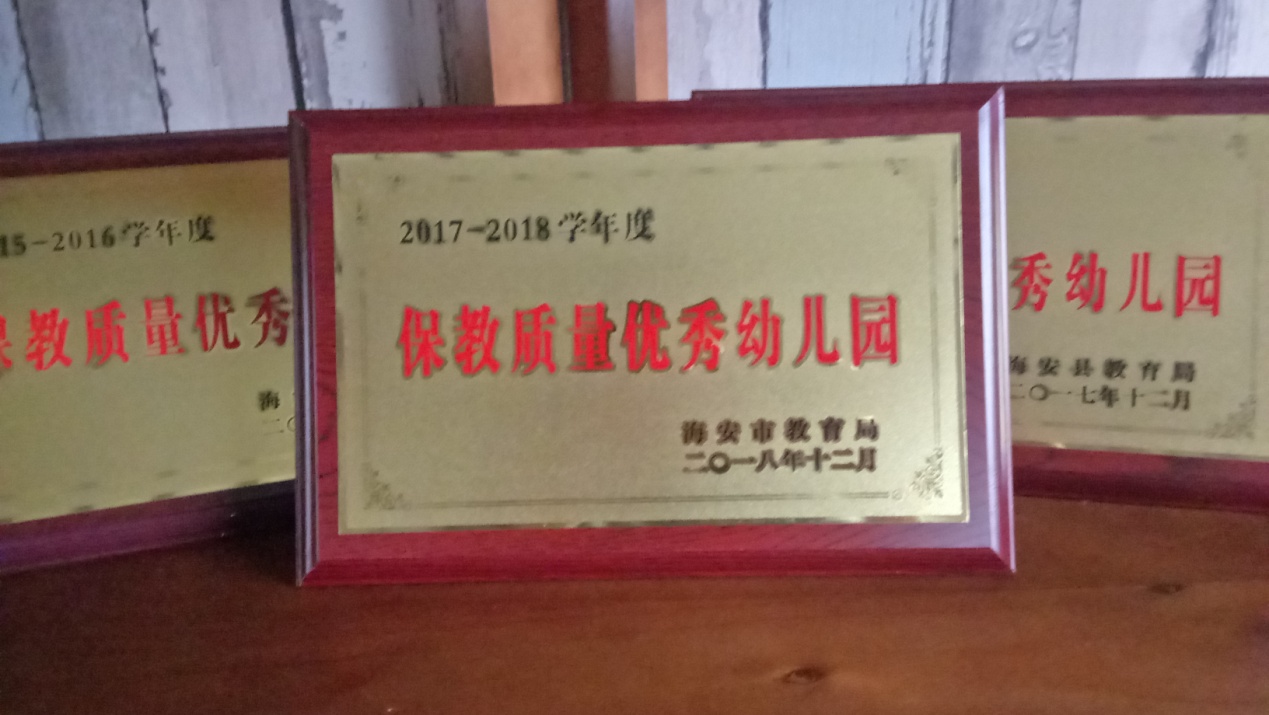 15-2016学年度
保教质量优秀
海
二〇
2017-2018学年度
保教质量优秀幼儿园
海安市教育局
二〇一八年十二月
秀幼儿园
海安县教育局
二〇一七年十二月